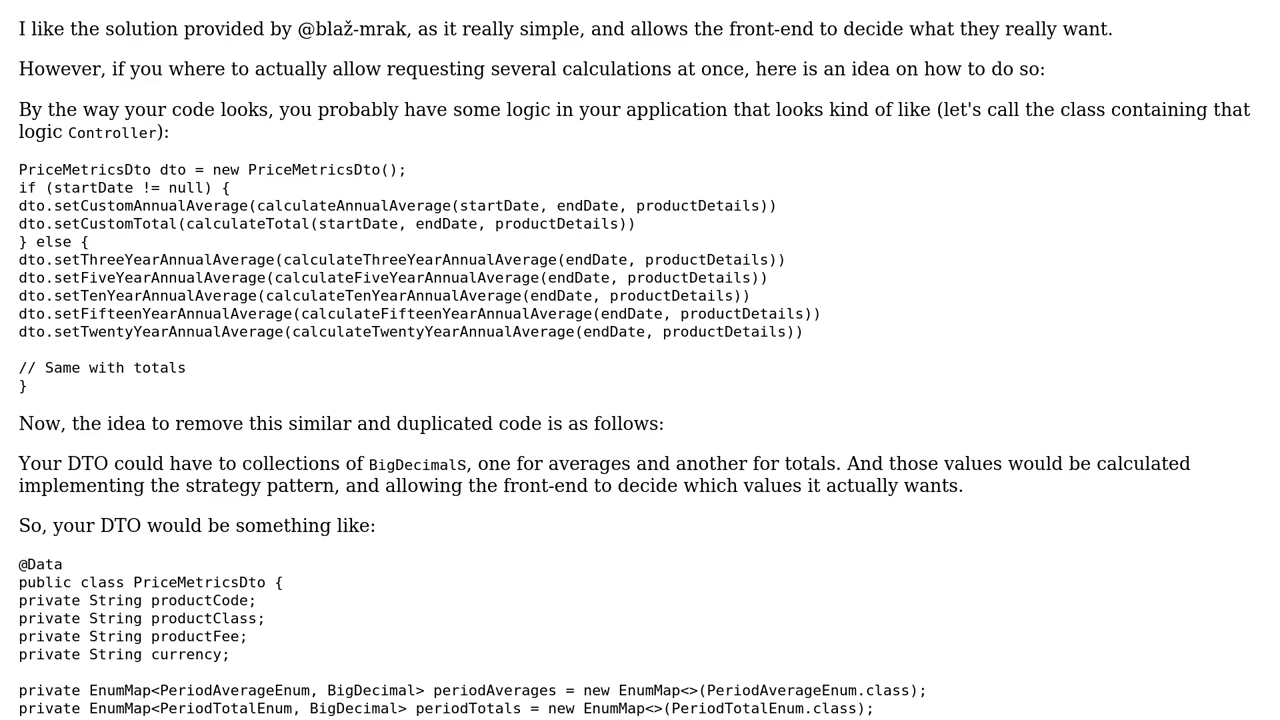 I like the solution provided by @blaž-mrak, as it really simple, and allows the front-end to decide what they really want.
However, if you where to actually allow requesting several calculations at once, here is an idea on how to do so:
By the way your code looks, you probably have some logic in your application that looks kind of like (let's call the class containing that
logic Controller):
PriceMetricsDto dto = new PriceMetricsDto();
if (startDate != null) {
dto.setCustomAnnualAverage(calculateAnnualAverage(startDate, endDate, productDetails))
dto.setCustomTotal(calculateTotal(startDate, endDate, productDetails))
} else {
dto.setThreeYearAnnualAverage(calculateThreeYearAnnualAverage(endDate, productDetails))
dto.setFiveYearAnnualAverage(calculateFiveYearAnnualAverage(endDate, productDetails))
dto.setTenYearAnnualAverage(calculateTenYearAnnualAverage(endDate, productDetails))
dto.setFifteenYearAnnualAverage(calculateFifteenYearAnnualAverage(endDate, productDetails))
dto.setTwentyYearAnnualAverage(calculateTwentyYearAnnualAverage(endDate, productDetails))
// Same with totals
}
Now, the idea to remove this similar and duplicated code is as follows:
Your DTO could have to collections of BigDecimals, one for averages and another for totals. And those values would be calculated
implementing the strategy pattern, and allowing the front-end to decide which values it actually wants.
So, your DTO would be something like:
@Data
public class PriceMetricsDto {
private String productCode;
private String productClass;
private String productFee;
private String currency;
private EnumMap<PeriodAverageEnum, BigDecimal> periodAverages = new EnumMap<>(PeriodAverageEnum.class);
private EnumMap<PeriodTotalEnum, BigDecimal> periodTotals = new EnumMap<>(PeriodTotalEnum.class);